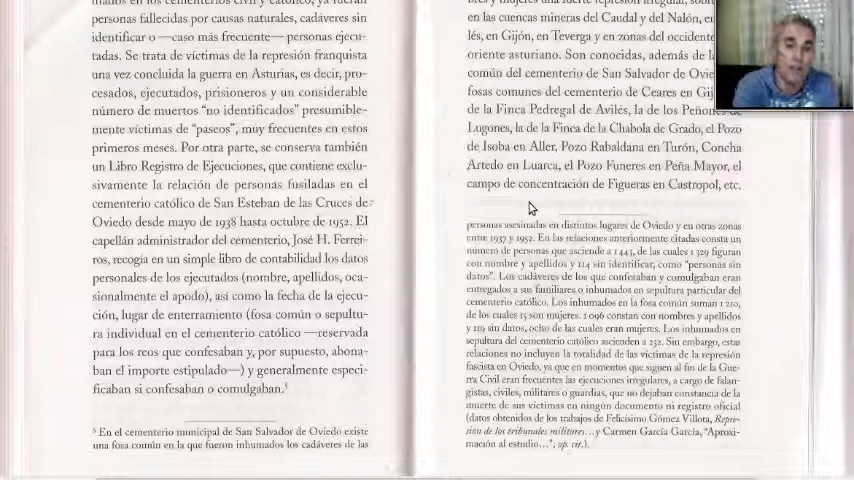 mados en los cementerios civil y católico, ya fueran
personas fallecidas por causas naturales, cadáveres sin
identificar o —caso más frecuente— personas ejecu-
tadas. Se trata de víctimas de la represión franquista
una vez concluida la guerra en Asturias, es decir, pro-
cesados, ejecutados, prisioneros y un considerable
número de muertos "no identificados" presumible-
mente víctimas de "paseos", muy frecuentes en estos
primeros meses. Por otra parte, se conserva también
un Libro Registro de Ejecuciones, que contiene exclu-
sivamente la relación de personas fusiladas en el
cementerio católico de San Esteban de las Cruces de
Oviedo desde mayo de 1938 hasta octubre de 1952. El
capellán administrador del cementerio, José H. Ferrei-
ros, recogía en un simple libro de contabilidad los datos
personales de los ejecutados (nombre, apellidos, oca-
sionalmente el apodo), así como la fecha de la ejecu-
ción, lugar de enterramiento (fosa común o sepultu-
ra individual en el cementerio católico —reservada
para los reos que confesaban y, por supuesto, abona-
ban el importe estipulado—) y generalmente especi-
ficaban si confesaban o comulgaban.⁵
⁵ En el cementerio municipal de San Salvador de Oviedo existe
una fosa común en la que fueron inhumados los cadáveres de las
bres y mujeres una fuerte represión irregular, sobr
en las cuencas mineras del Caudal y del Nalón, en
lés, en Gijón, en Teverga y en zonas del occidente
oriente asturiano. Son conocidas, además de la
común del cementerio de San Salvador de Ovie
fosas comunes del cementerio de Ceares en Gij
de la Finca Pedregal de Avilés, la de los Peñones de
Lugones, la de la Finca de la Chabola de Grado, el Pozo
de Isoba en Aller, Pozo Rabaldana en Turón, Concha
Artedo en Luarca, el Pozo Funeres en Peña Mayor, el
campo de concentración de Figueras en Castropol, etc.
personas asesinadas en distintos lugares de Oviedo y en otras zonas
entre 1937 y 1952. En las relaciones anteriormente citadas consta un
número de personas que asciende a 1 443, de las cuales 1 329 figuran
con nombre y apellidos y 114 sin identificar, como "personas sin
datos". Los cadáveres de los que confesaban y comulgaban eran
entregados a sus familiares o inhumados en sepultura particular del
cementerio católico. Los inhumados en la fosa común suman 1 210,
de los cuales 15 son mujeres. 1 096 constan con nombres y apellidos
y 119 sin datos, ocho de las cuales eran mujeres. Los inhumados en
sepultura del cementerio católico ascienden a 232. Sin embargo, estas
relaciones no incluyen la totalidad de las víctimas de la represión
fascista en Oviedo, ya que en momentos que siguen al fin de la Gue-
rra Civil eran frecuentes las ejecuciones irregulares, a cargo de falan-
gistas, civiles, militares o guardias, que no dejaban constancia de la
muerte de sus víctimas en ningún documento ni registro oficial
(datos obtenidos de los trabajos de Felicísimo Gómez Villota, Repre-
sión de los tribunales militares... y Carmen García García, "Aproxi-
mación al estudio...", op. cit.).